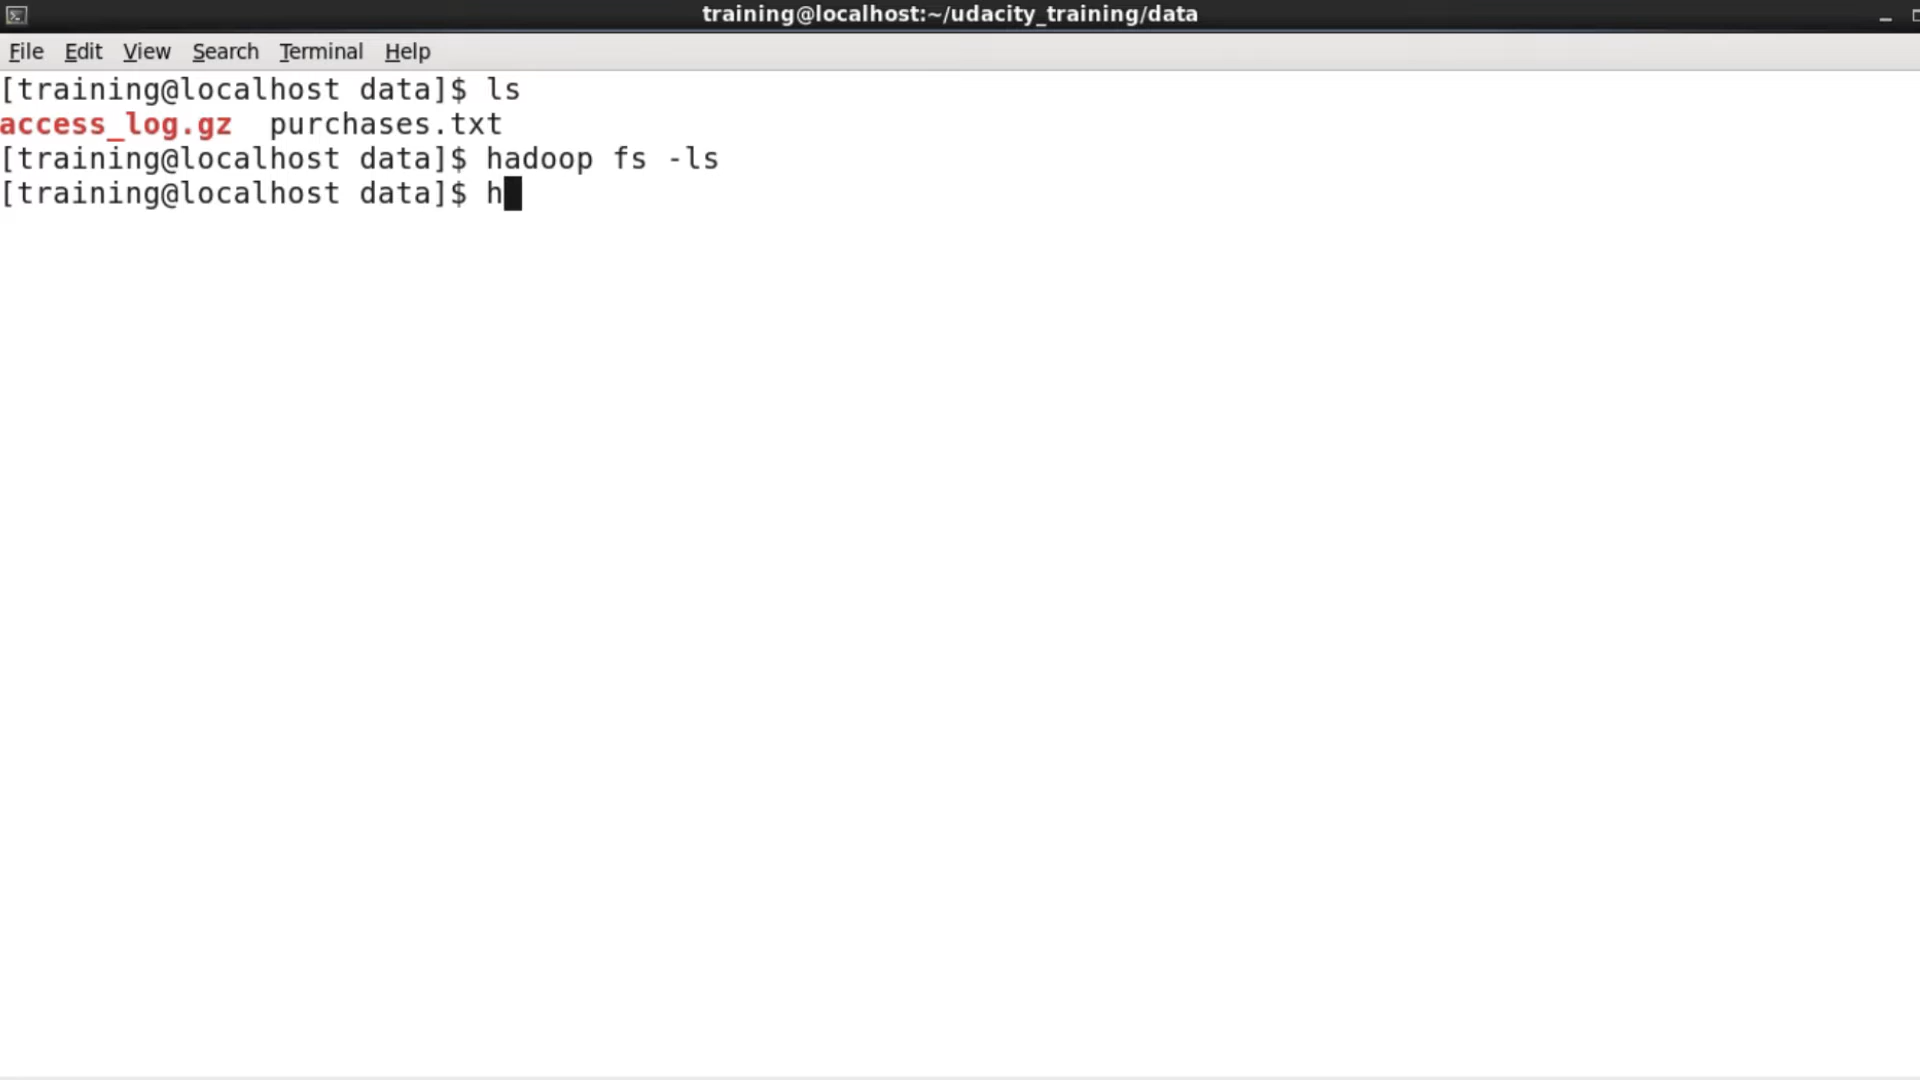 training@localhost:~/udacity_training/data
File Edit View Search Terminal Help
[training@localhost data]$ ls
access_log.gz  purchases.txt
[training@localhost data]$ hadoop fs -ls
[training@localhost data]$ h